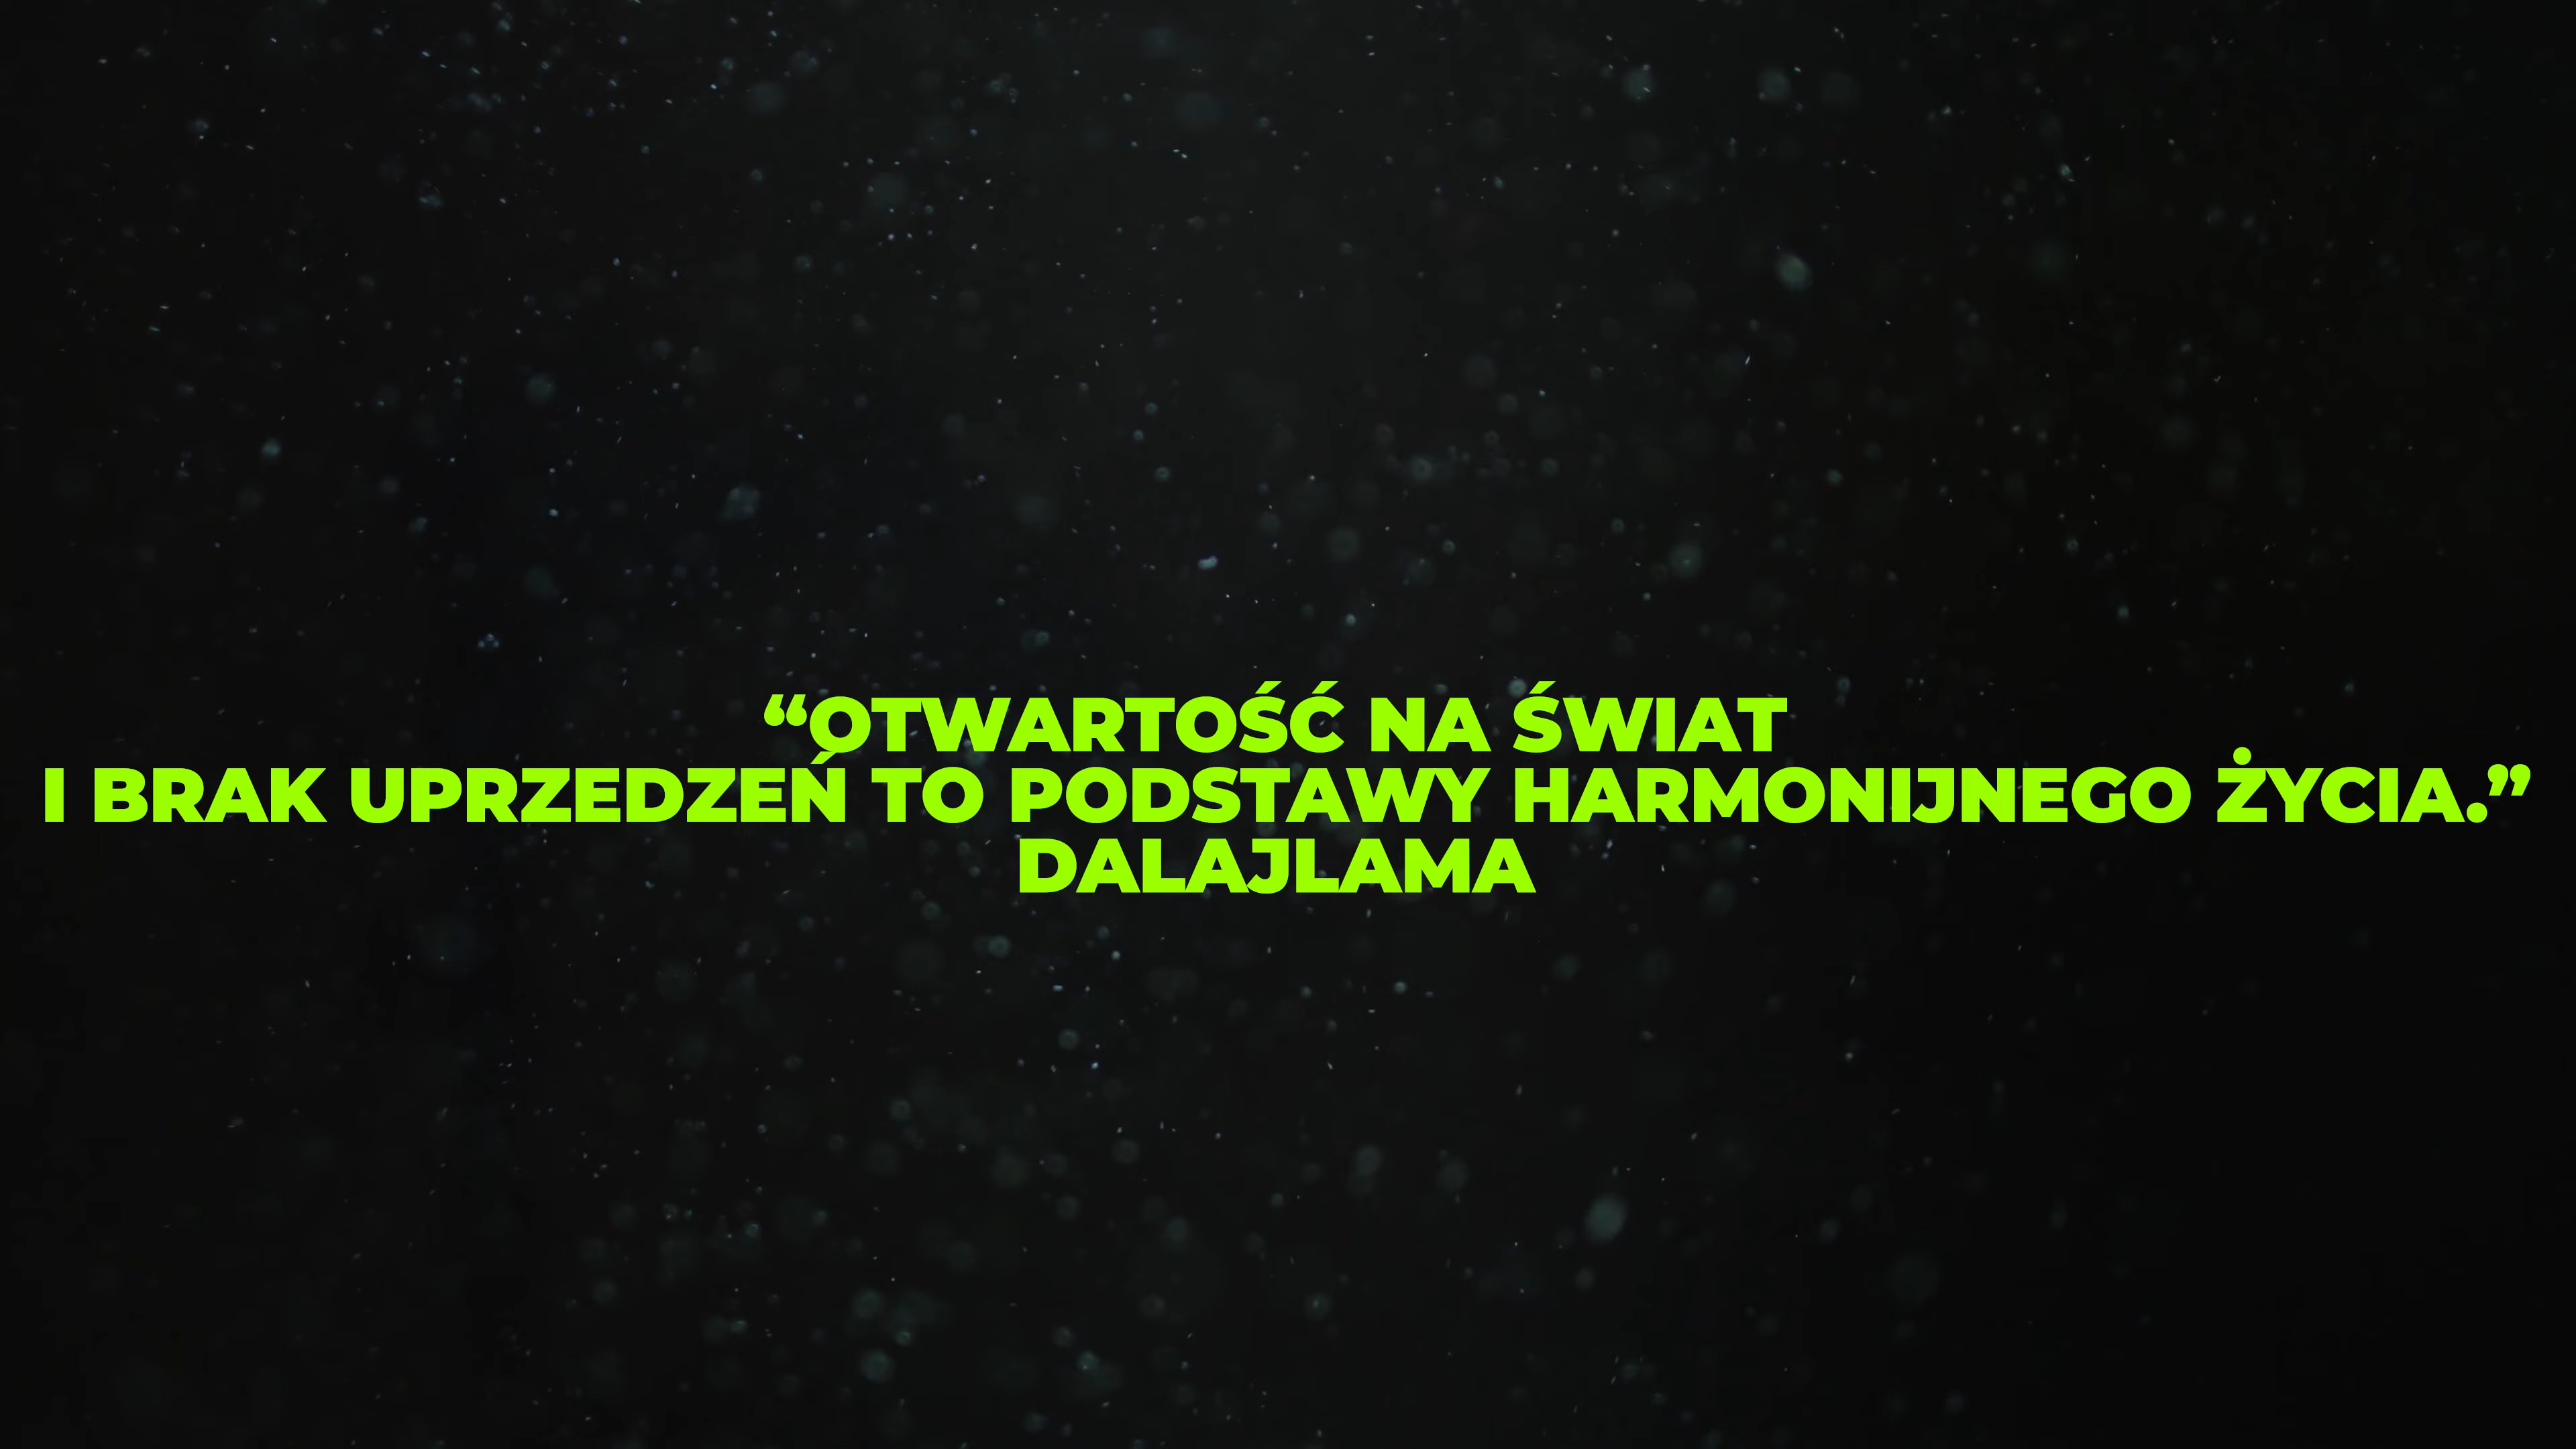 “OTWARTOŚĆ NA ŚWIAT
I BRAK UPRZEDZEŃ TO PODSTAWY HARMONIJNEGO ŻYCIA.”
DALAJLAMA